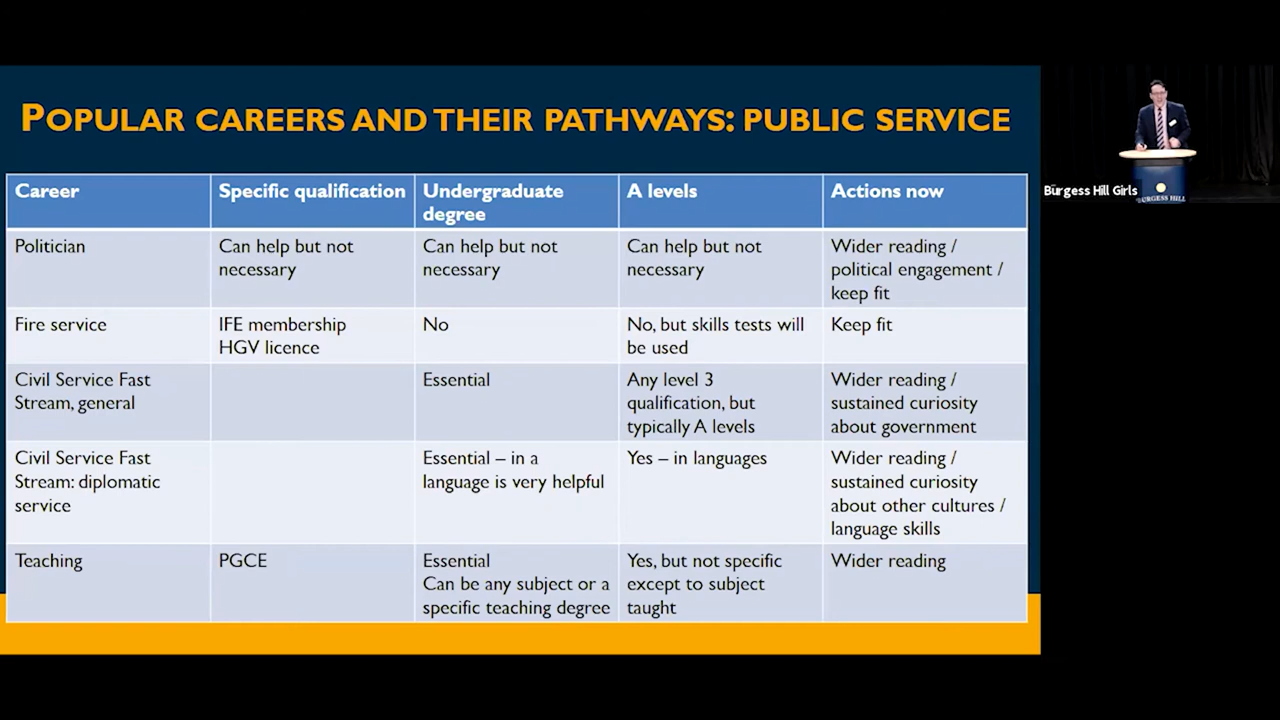 POPULAR CAREERS AND THEIR PATHWAYS: PUBLIC SERVICE
Career
Specific qualification
Undergraduate
degree
A levels
Actions now
Politician
Can help but not
necessary
Can help but not
necessary
Can help but not
necessary
Wider reading /
political engagement /
keep fit
Fire service
IFE membership
HGV licence
No
No, but skills tests will
be used
Keep fit
Civil Service Fast
Stream, general
Essential
Any level 3
qualification, but
typically A levels
Wider reading /
sustained curiosity
about government
Civil Service Fast
Stream: diplomatic
service
Essential – in a
language is very helpful
Yes – in languages
Wider reading /
sustained curiosity
about other cultures /
language skills
Teaching
PGCE
Essential
Can be any subject or a
specific teaching degree
Yes, but not specific
except to subject
taught
Wider reading
Burgess Hill Girls
BURGESS HILL